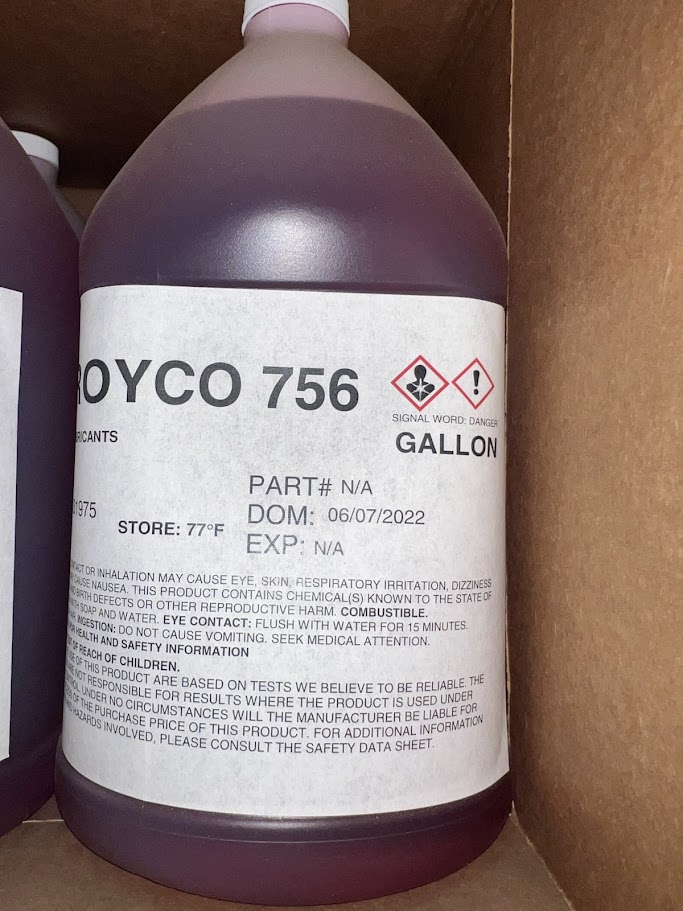 ROYCO 756
SIGNAL WORD: DANGER
GALLON
PART# N/A
DOM: 06/07/2022
STORE: 77°F
EXP: N/A
OR INHALATION MAY CAUSE EYE, SKIN, RESPIRATORY IRRITATION, DIZZINESS
CAUSE NAUSEA. THIS PRODUCT CONTAINS CHEMICAL(S) KNOWN TO THE STATE OF
BIRTH DEFECTS OR OTHER REPRODUCTIVE HARM. COMBUSTIBLE.
SOAP AND WATER. EYE CONTACT: FLUSH WITH WATER FOR 15 MINUTES.
INGESTION: DO NOT CAUSE VOMITING. SEEK MEDICAL ATTENTION.
HEALTH AND SAFETY INFORMATION
OF REACH OF CHILDREN.
OF THIS PRODUCT ARE BASED ON TESTS WE BELIEVE TO BE RELIABLE. THE
NOT RESPONSIBLE FOR RESULTS WHERE THE PRODUCT IS USED UNDER
UNDER NO CIRCUMSTANCES WILL THE MANUFACTURER BE LIABLE FOR
OF THE PURCHASE PRICE OF THIS PRODUCT. FOR ADDITIONAL INFORMATION
HAZARDS INVOLVED, PLEASE CONSULT THE SAFETY DATA SHEET.